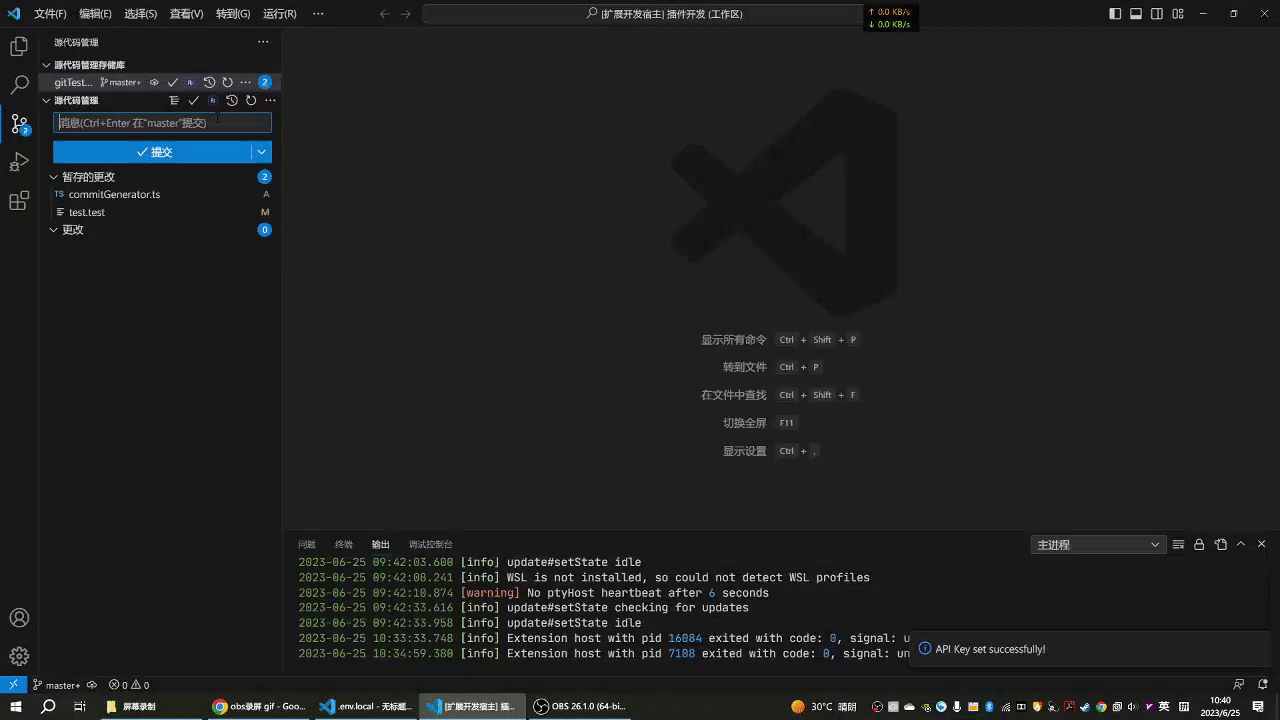 文件(F) 编辑(E) 选择(S) 查看(V) 转到(G) 运行(R) ···
[扩展开发宿主] 插件开发 (工作区)
↑ 0.0 KB/s
↓ 0.0 KB/s
源代码管理
源代码管理存储库
gitTest... master+ 2
源代码管理
消息(Ctrl+Enter 在"master"提交)
提交
暂存的更改 2
TS commitGenerator.ts A
test.test M
更改 0
2
显示所有命令 Ctrl + Shift + P
转到文件 Ctrl + P
在文件中查找 Ctrl + Shift + F
切换全屏 F11
显示设置 Ctrl + ,
问题 终端 输出 调试控制台 主进程
2023-06-25 09:42:03.600 [info] update#setState idle
2023-06-25 09:42:08.241 [info] WSL is not installed, so could not detect WSL profiles
2023-06-25 09:42:10.874 [warning] No ptyHost heartbeat after 6 seconds
2023-06-25 09:42:33.616 [info] update#setState checking for updates
2023-06-25 09:42:33.958 [info] update#setState idle
2023-06-25 10:33:33.748 [info] Extension host with pid 16084 exited with code: 0, signal: un
2023-06-25 10:34:59.380 [info] Extension host with pid 7108 exited with code: 0, signal: un
API Key set successfully!
master+ 0 0
屏幕录制 obs录屏 gif - Goo... .env.local - 无标题... [扩展开发宿主] 插... OBS 26.1.0 (64-bi...
30°C 晴朗 英 10:40
2023/6/25